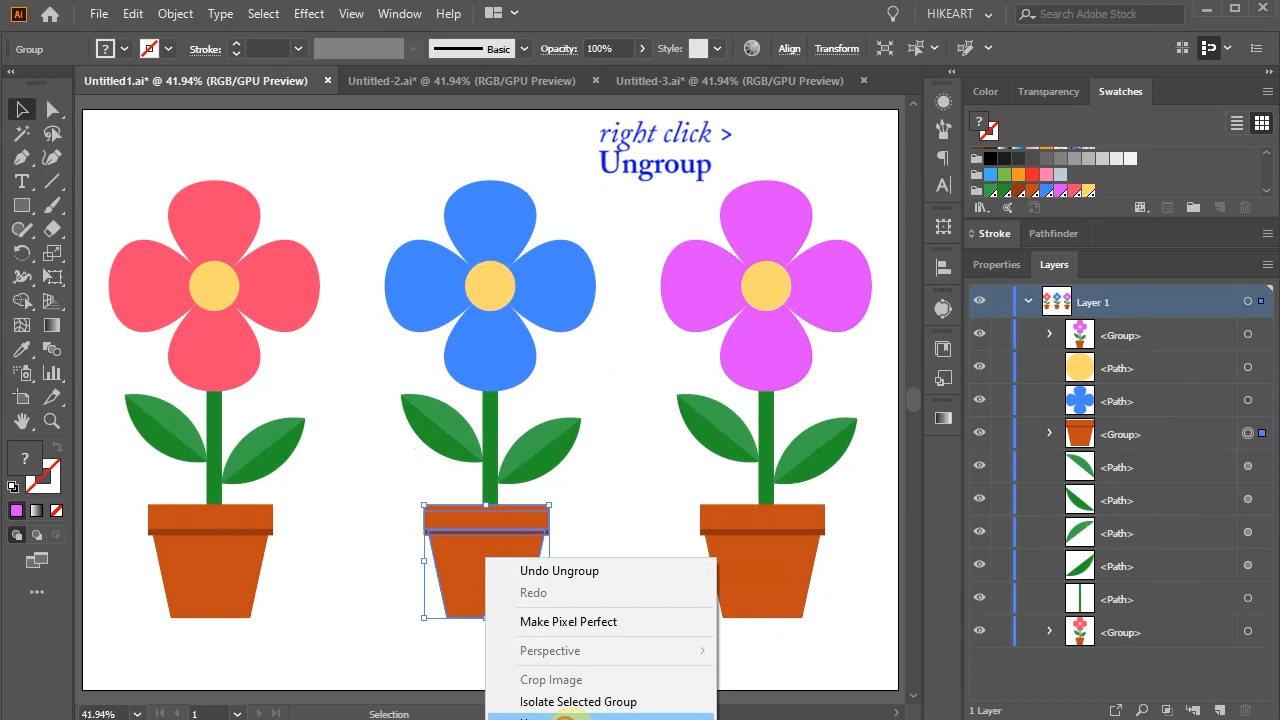 Ai
File Edit Object Type Select Effect View Window Help
HIKEART
Search Adobe Stock
Group
?
Stroke:
Basic
Opacity:
100%
Style:
Align
Transform
Untitled1.ai* @ 41.94% (RGB/GPU Preview)
Untitled-2.ai* @ 41.94% (RGB/GPU Preview)
Untitled-3.ai* @ 41.94% (RGB/GPU Preview)
right click >
Ungroup
Color
Transparency
Swatches
?
Stroke
Pathfinder
Properties
Layers
Layer 1
<Group>
<Path>
<Path>
<Group>
<Path>
<Path>
<Path>
<Path>
<Path>
<Group>
?
Undo Ungroup
Redo
Make Pixel Perfect
Perspective
Crop Image
Isolate Selected Group
41.94%
1
Selection
1 Layer